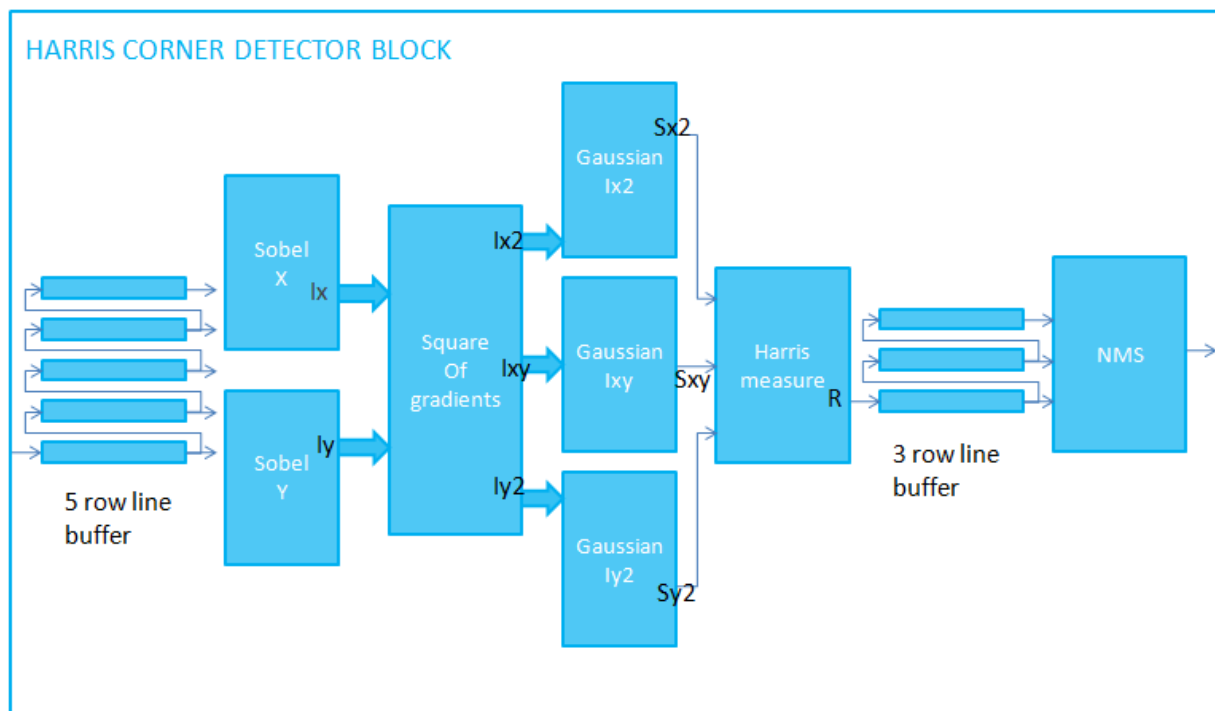 HARRIS CORNER DETECTOR BLOCK
5 row line
buffer
Sobel
X
Ix
Sobel
Y
Iy
Square
Of
gradients
Ix2
Ixy
Iy2
Gaussian
Ix2
Sx2
Gaussian
Ixy
Sxy
Gaussian
Iy2
Sy2
Harris
measure
R
3 row line
buffer
NMS